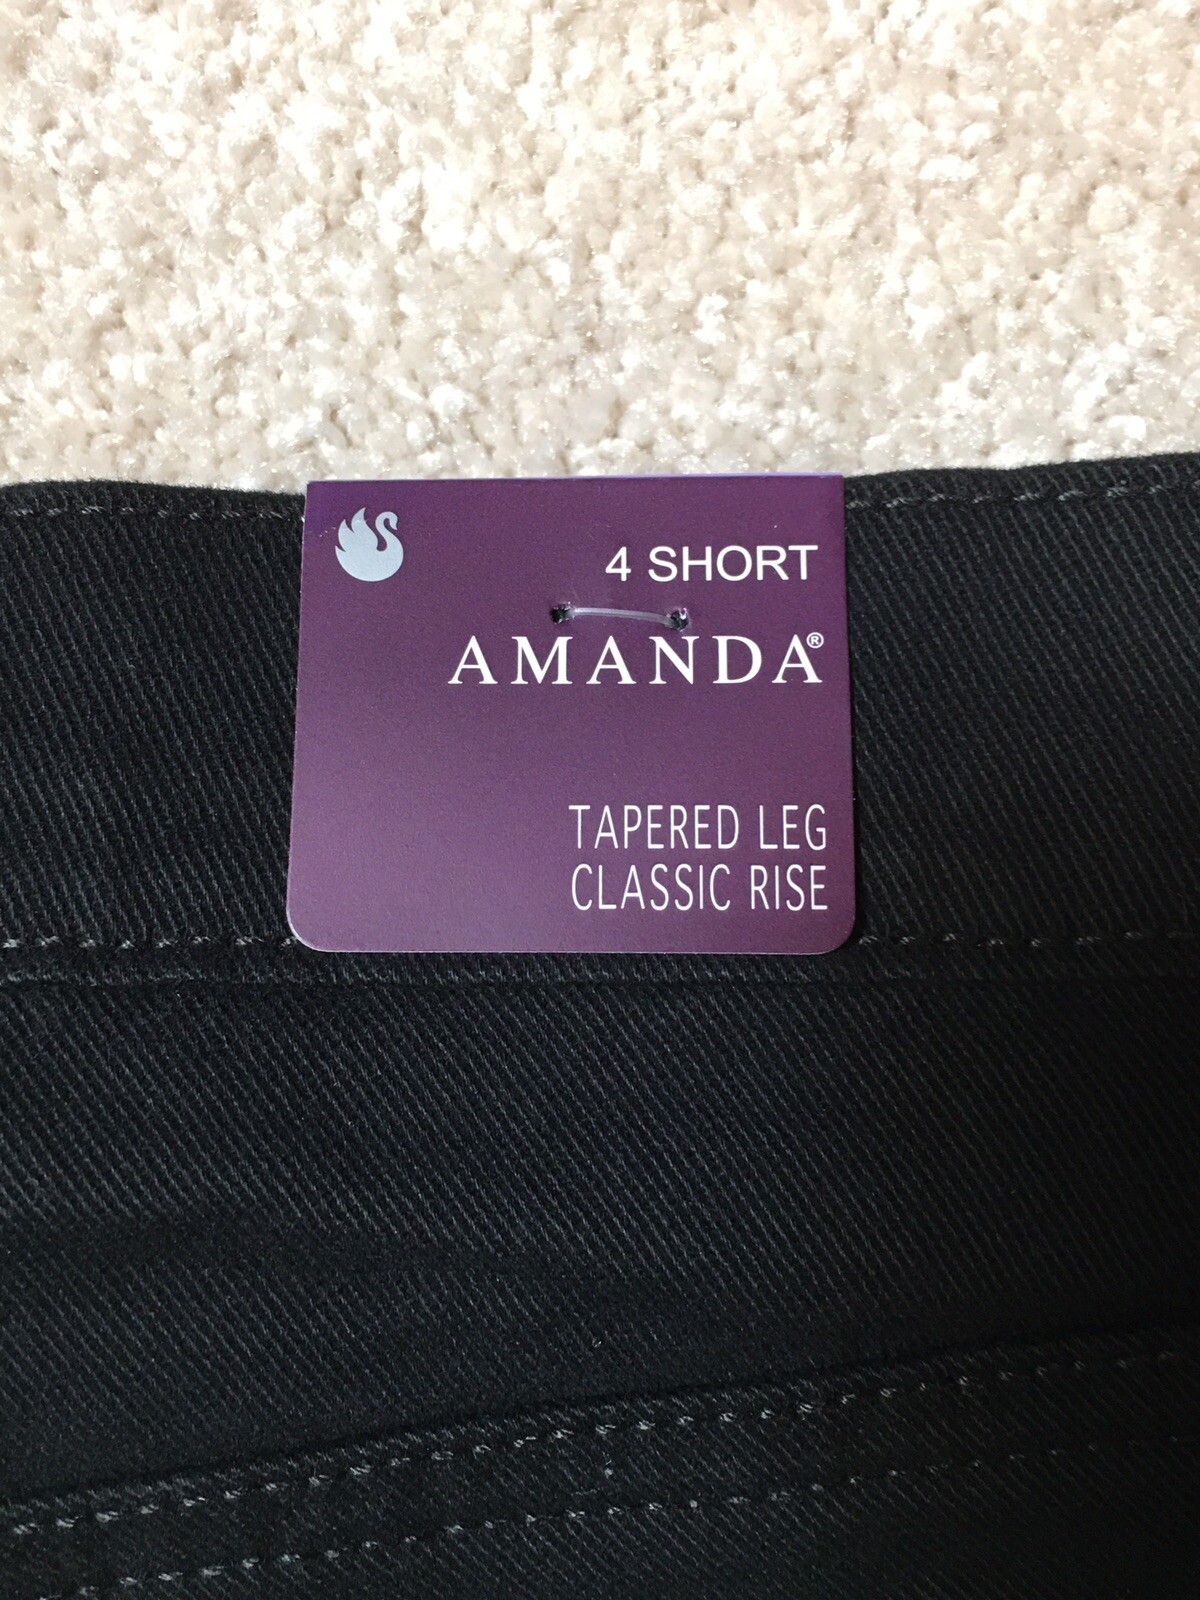 4 SHORT
AMANDA®
TAPERED LEG
CLASSIC RISE